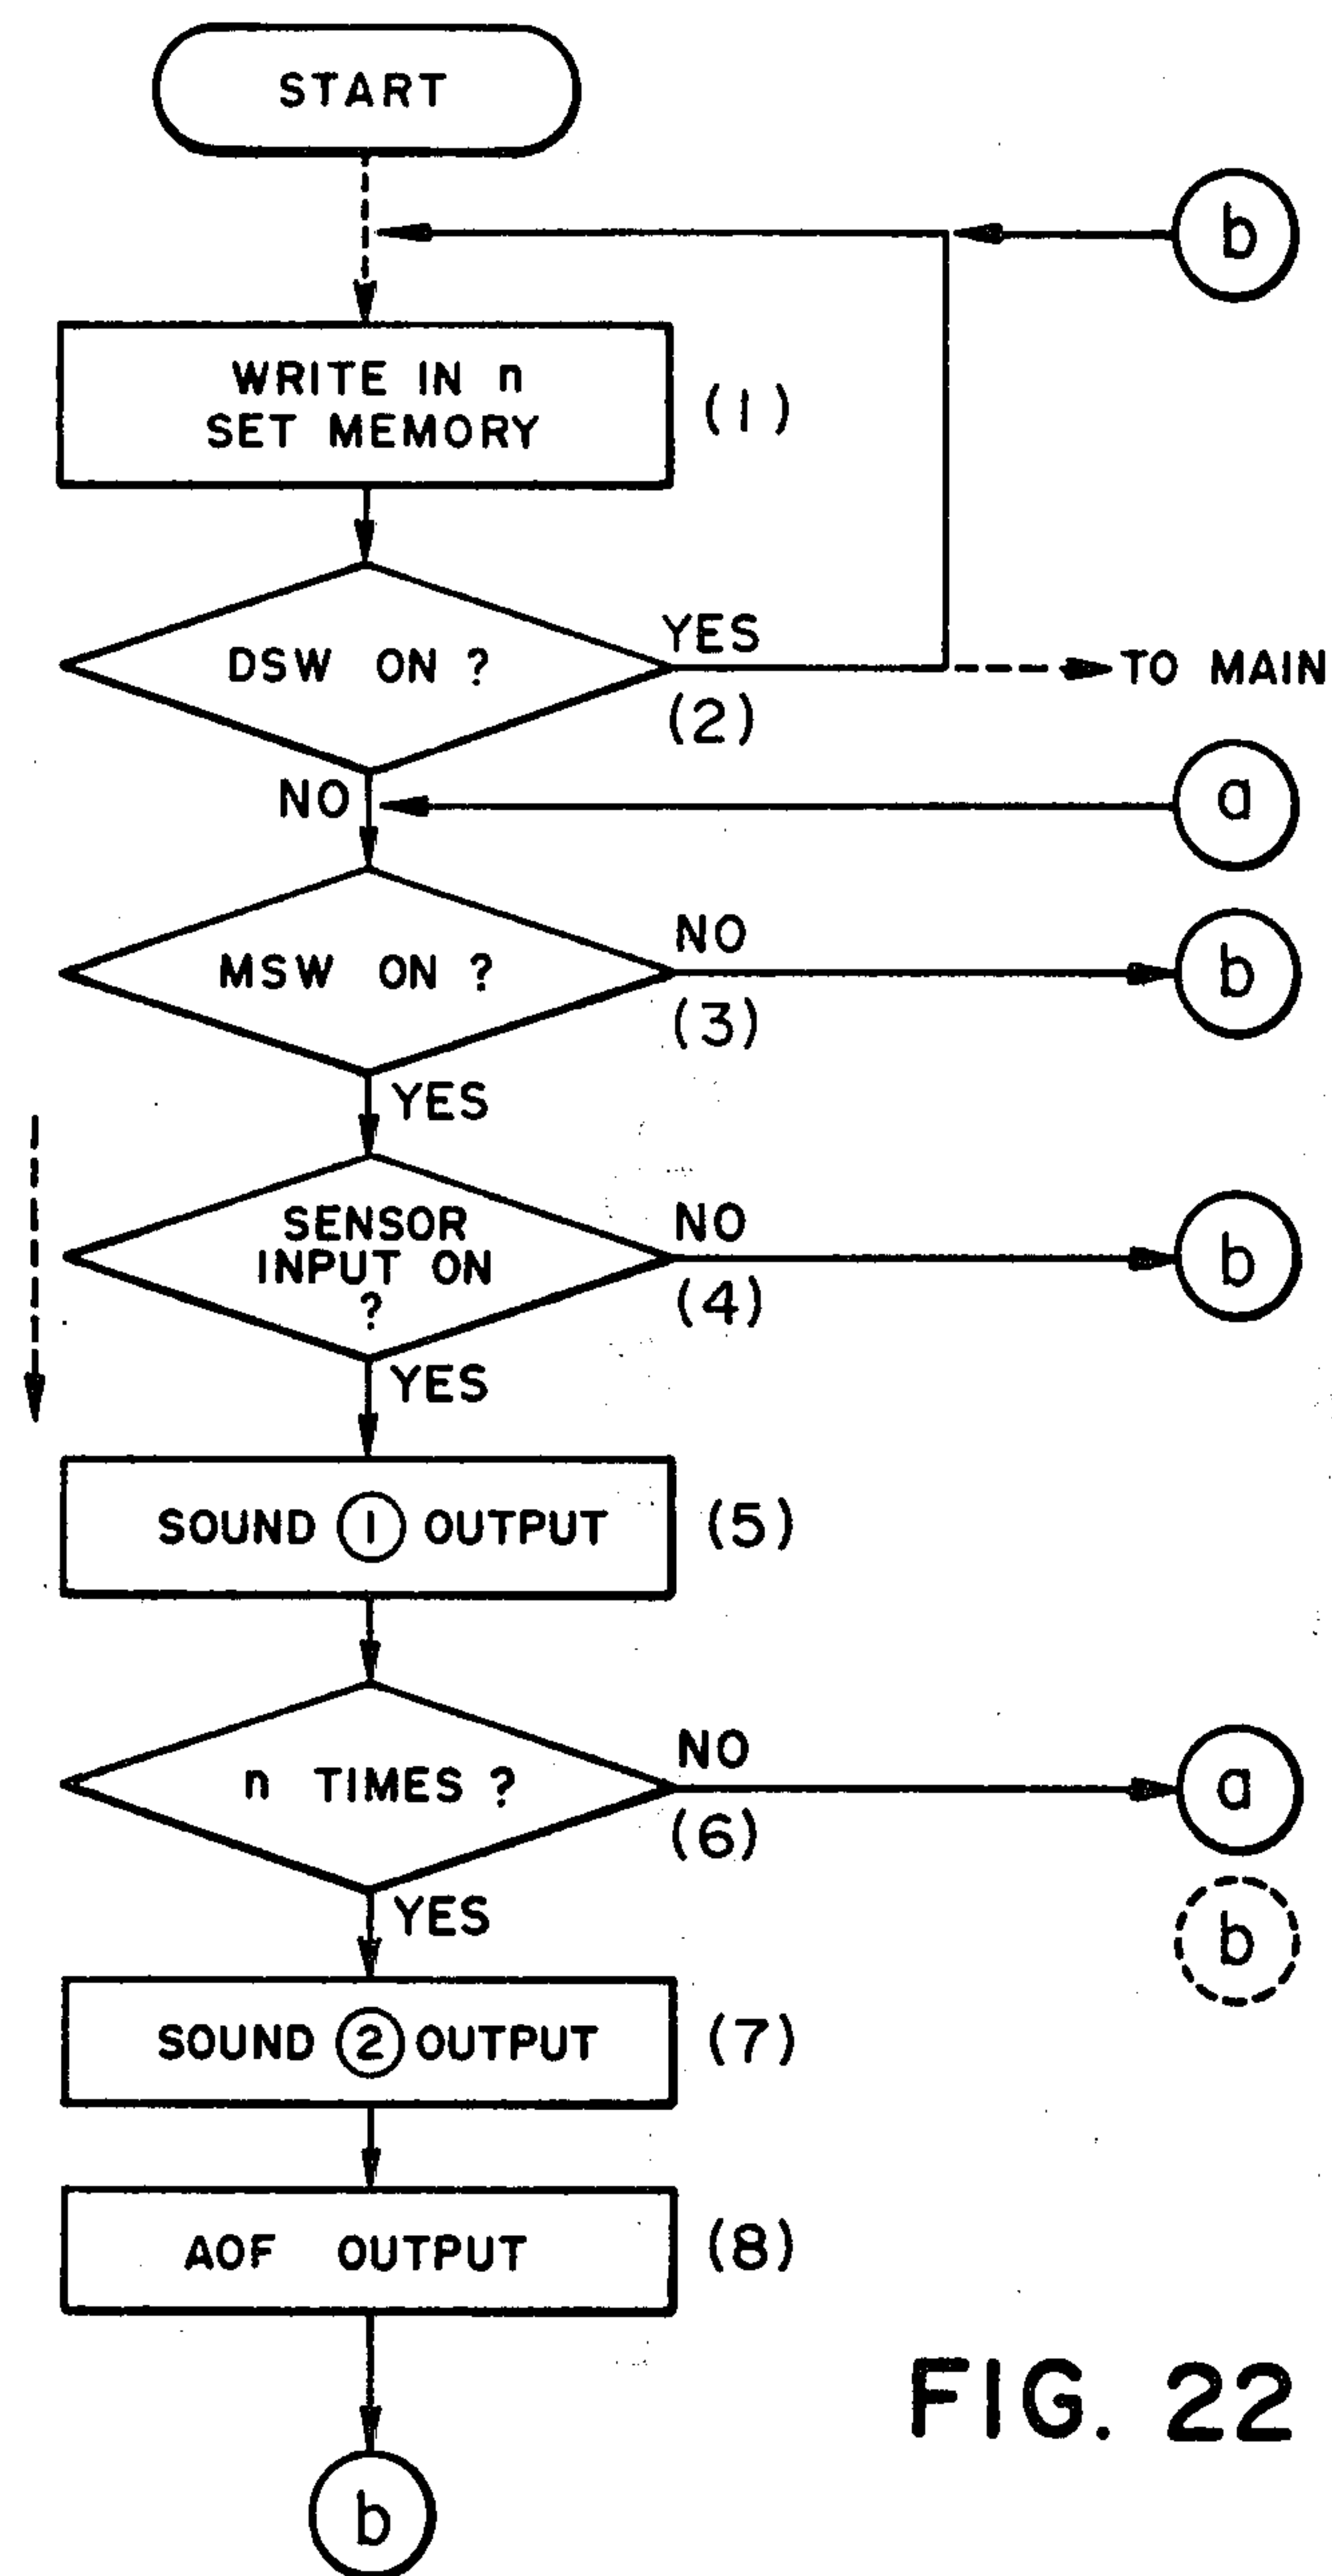 START
b
WRITE IN n
SET MEMORY
(1)
DSW ON ?
YES
(2)
TO MAIN
NO
a
MSW ON ?
NO
(3)
b
YES
SENSOR
INPUT ON
?
NO
(4)
b
YES
SOUND ① OUTPUT
(5)
n TIMES ?
NO
(6)
a
b
YES
SOUND ② OUTPUT
(7)
AOF OUTPUT
(8)
b
FIG. 22